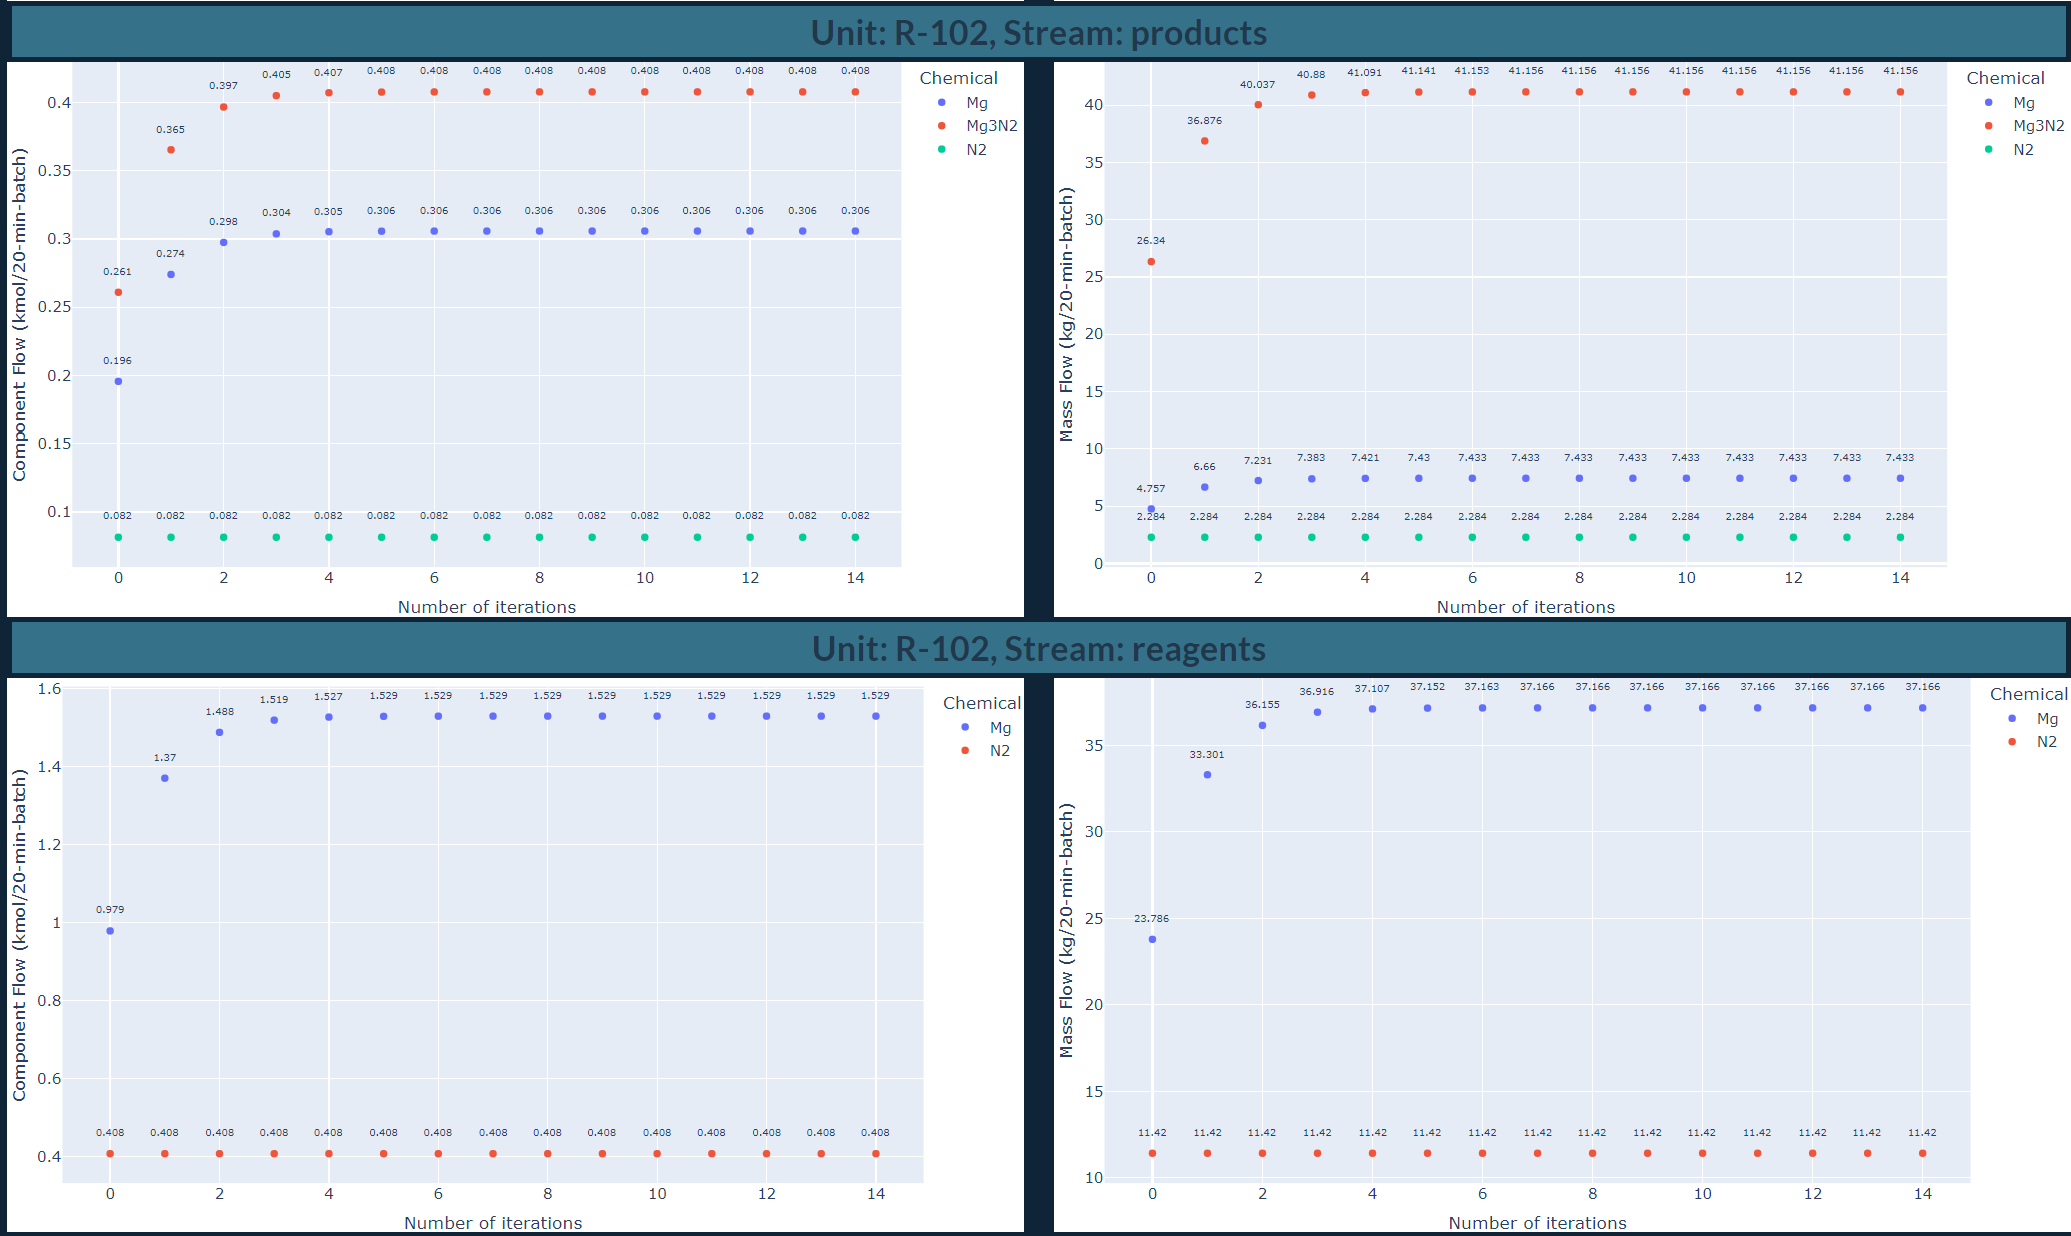 Unit: R-102, Stream: products
0.261 0.365 0.397 0.405 0.407 0.408 0.408 0.408 0.408 0.408 0.408 0.408 0.408 0.408 0.408
0.196 0.274 0.298 0.304 0.305 0.306 0.306 0.306 0.306 0.306 0.306 0.306 0.306 0.306 0.306
0.082 0.082 0.082 0.082 0.082 0.082 0.082 0.082 0.082 0.082 0.082 0.082 0.082 0.082 0.082
0.4
0.35
0.3
0.25
0.2
0.15
0.1
Component Flow (kmol/20-min-batch)
0 2 4 6 8 10 12 14
Number of iterations
Chemical
Mg
Mg3N2
N2
26.34 36.876 40.037 40.88 41.091 41.141 41.153 41.156 41.156 41.156 41.156 41.156 41.156 41.156 41.156
4.757 6.66 7.231 7.383 7.421 7.43 7.433 7.433 7.433 7.433 7.433 7.433 7.433 7.433 7.433
2.284 2.284 2.284 2.284 2.284 2.284 2.284 2.284 2.284 2.284 2.284 2.284 2.284 2.284 2.284
40
35
30
25
20
15
10
5
0
Mass Flow (kg/20-min-batch)
0 2 4 6 8 10 12 14
Number of iterations
Chemical
Mg
Mg3N2
N2
Unit: R-102, Stream: reagents
0.979 1.37 1.488 1.519 1.527 1.529 1.529 1.529 1.529 1.529 1.529 1.529 1.529 1.529 1.529
0.408 0.408 0.408 0.408 0.408 0.408 0.408 0.408 0.408 0.408 0.408 0.408 0.408 0.408 0.408
1.6
1.4
1.2
1
0.8
0.6
0.4
Component Flow (kmol/20-min-batch)
0 2 4 6 8 10 12 14
Number of iterations
Chemical
Mg
N2
23.786 33.301 36.155 36.916 37.107 37.152 37.163 37.166 37.166 37.166 37.166 37.166 37.166 37.166 37.166
11.42 11.42 11.42 11.42 11.42 11.42 11.42 11.42 11.42 11.42 11.42 11.42 11.42 11.42 11.42
35
30
25
20
15
10
Mass Flow (kg/20-min-batch)
0 2 4 6 8 10 12 14
Number of iterations
Chemical
Mg
N2